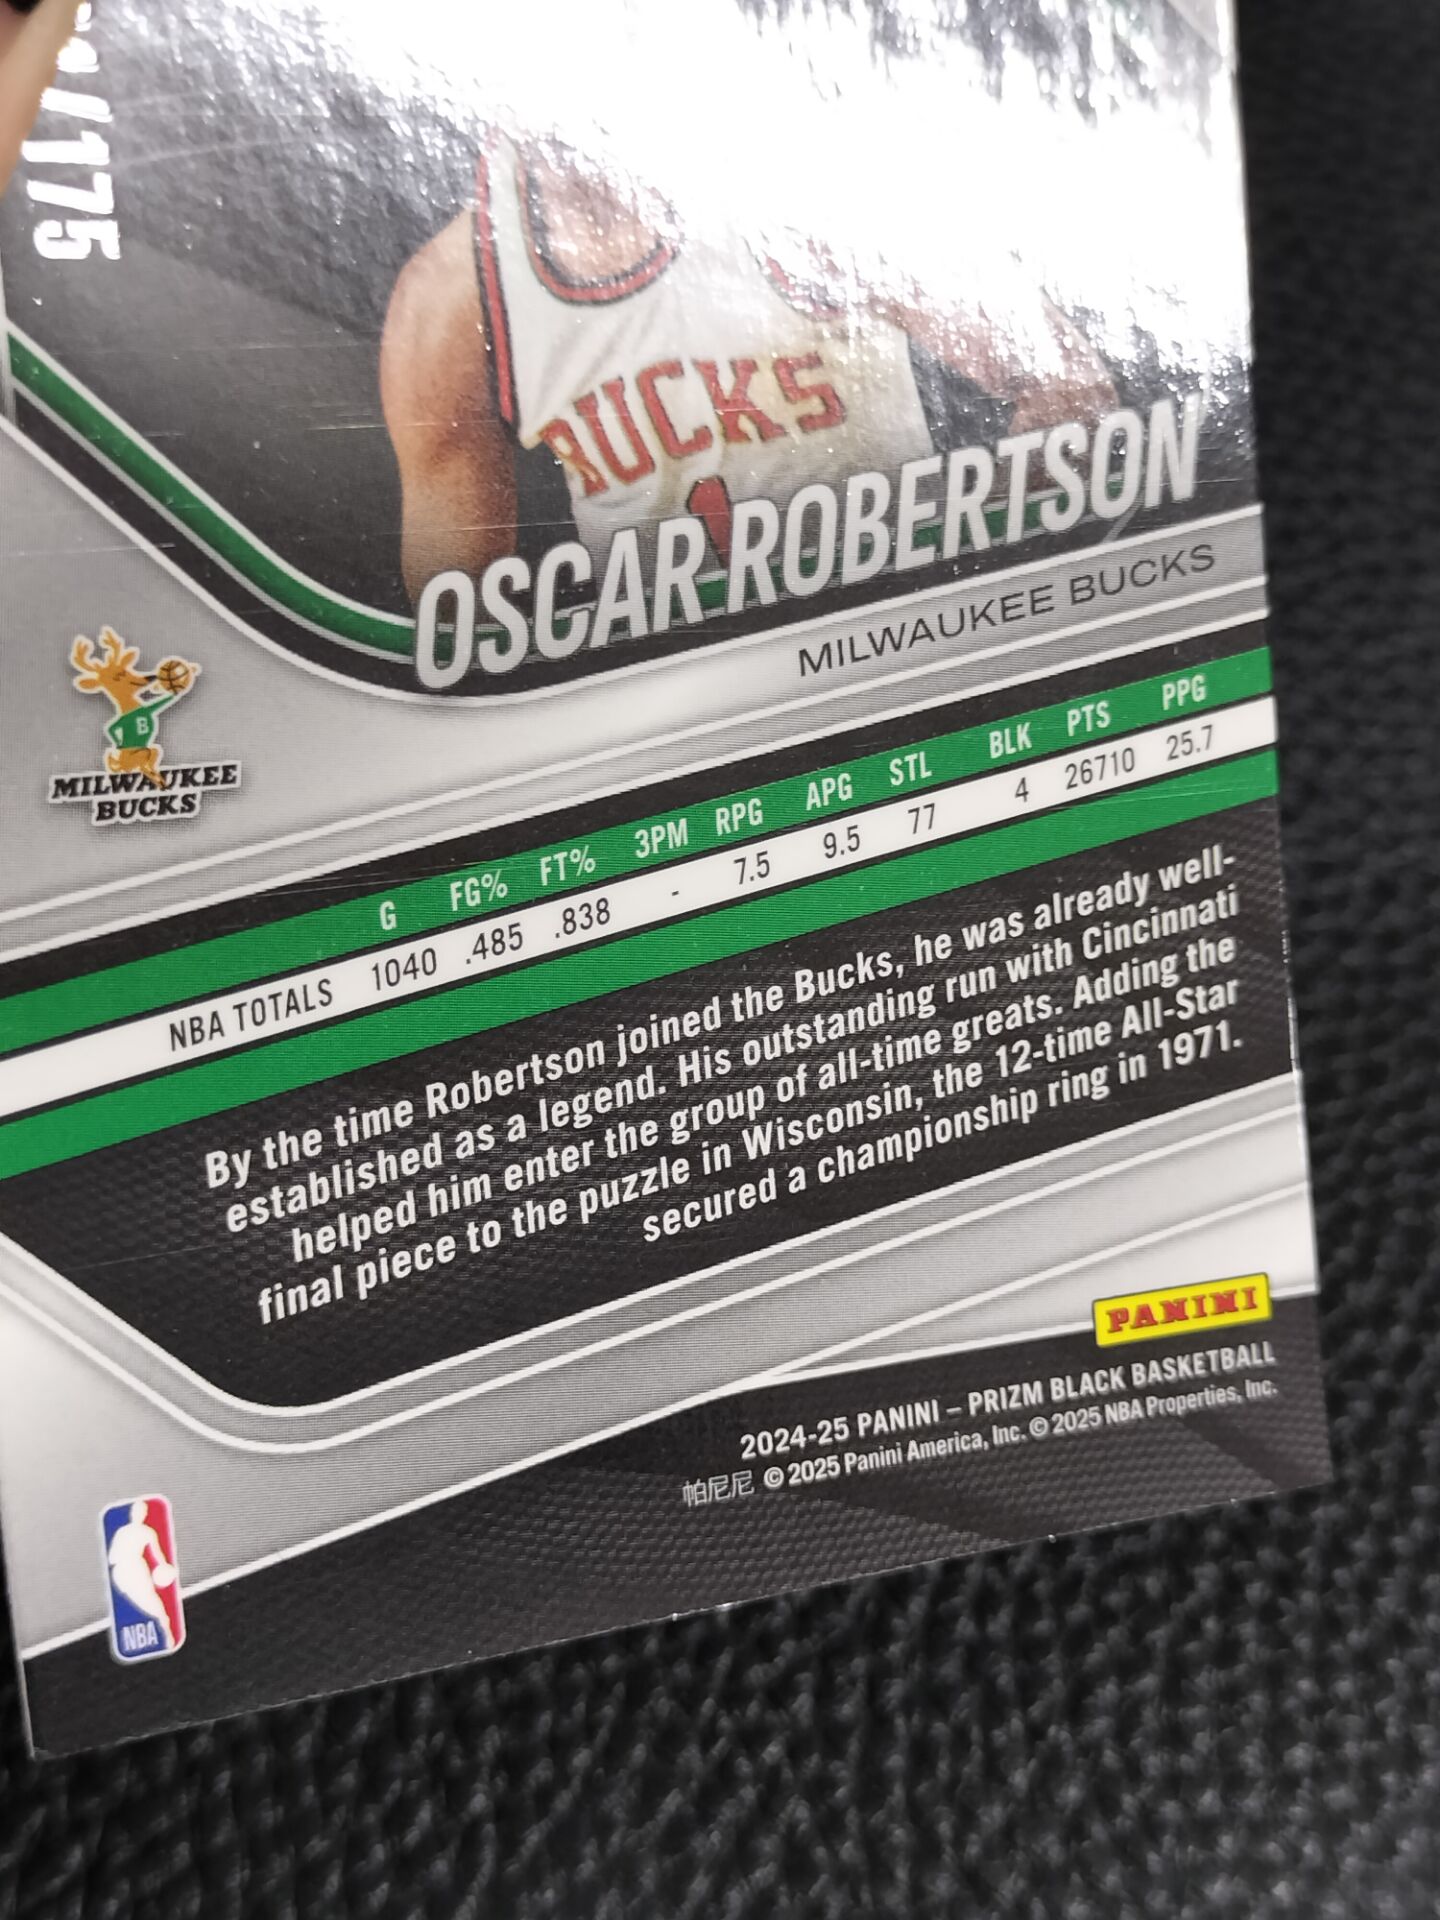 /175
BUCKS
1
OSCAR ROBERTSON
MILWAUKEE BUCKS
B
MILWAUKEE
BUCKS
G FG% FT% 3PM RPG APG STL BLK PTS PPG
NBA TOTALS 1040 .485 .838 - 7.5 9.5 77 4 26710 25.7
By the time Robertson joined the Bucks, he was already well-
established as a legend. His outstanding run with Cincinnati
helped him enter the group of all-time greats. Adding the
final piece to the puzzle in Wisconsin, the 12-time All-Star
secured a championship ring in 1971.
PANINI
2024-25 PANINI – PRIZM BLACK BASKETBALL
帕尼尼 © 2025 Panini America, Inc. © 2025 NBA Properties, Inc.
NBA